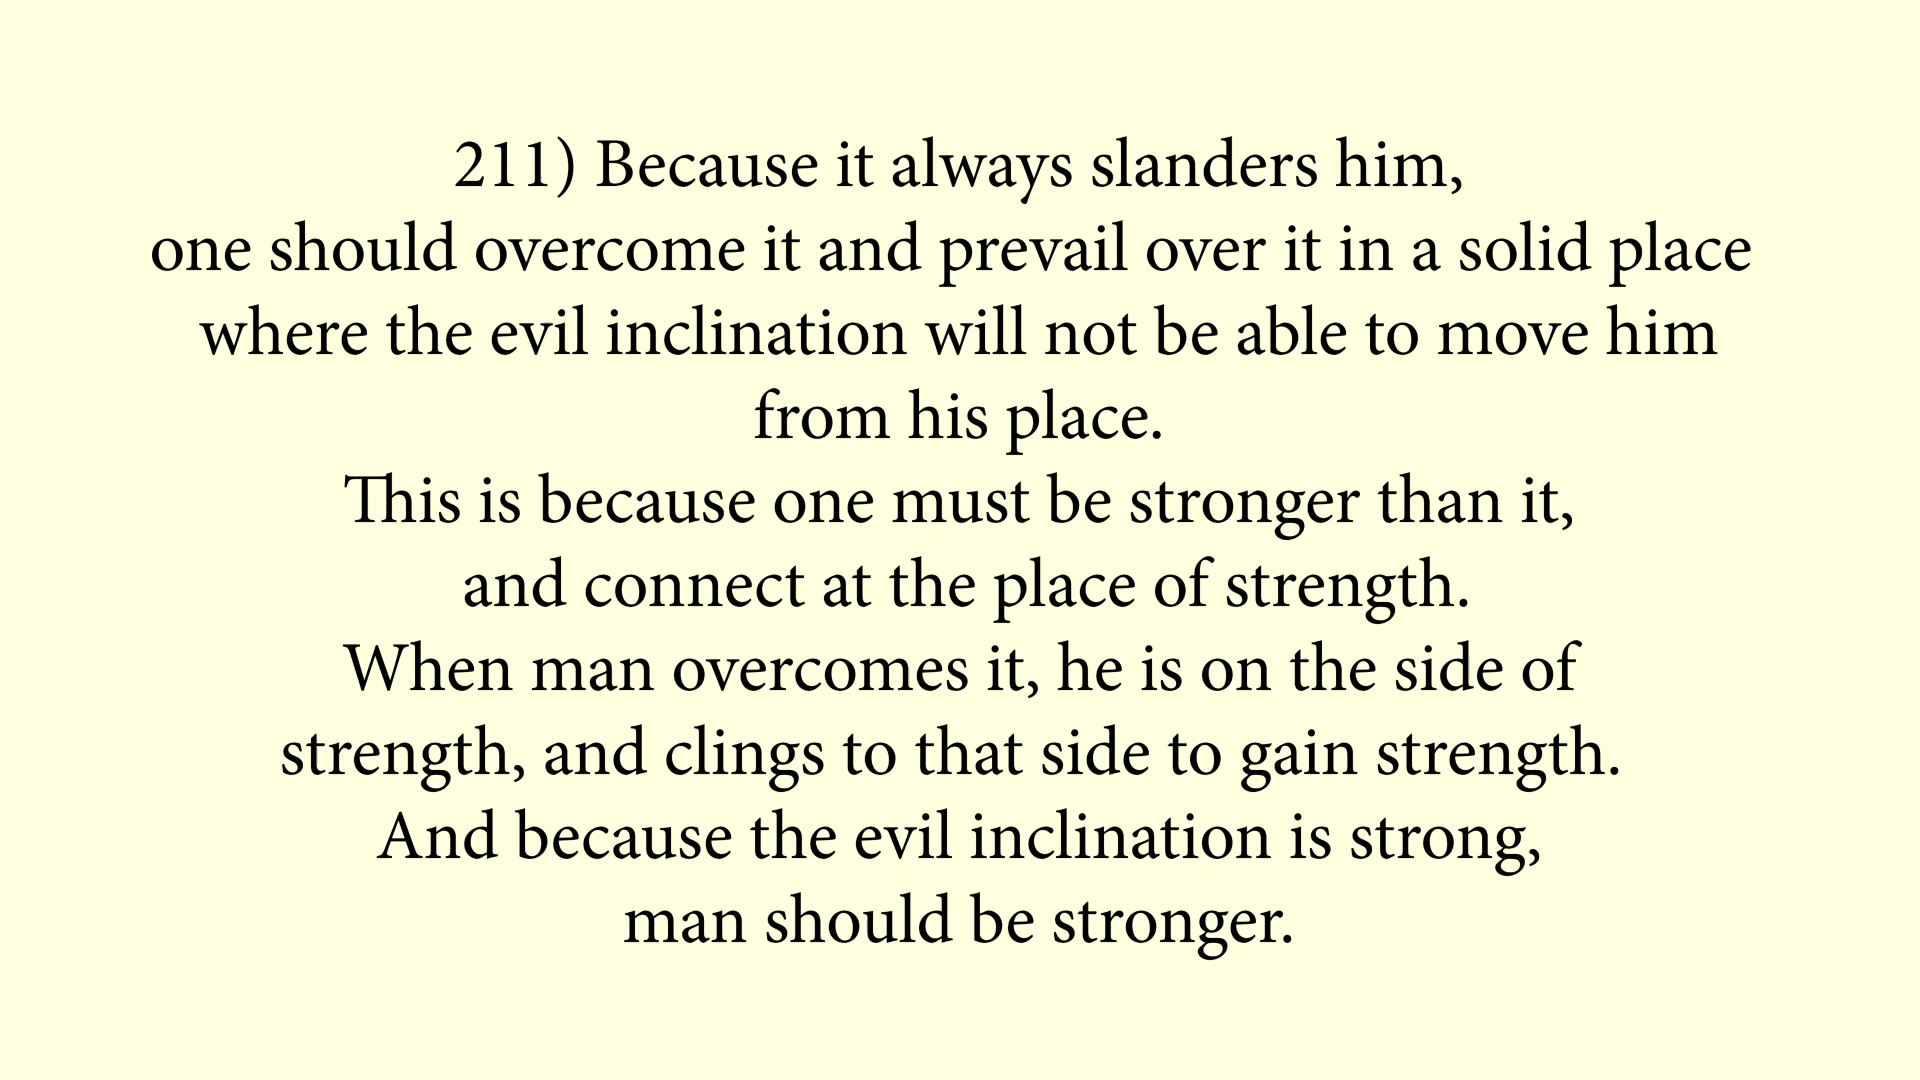 211) Because it always slanders him,
one should overcome it and prevail over it in a solid place
where the evil inclination will not be able to move him
from his place.
This is because one must be stronger than it,
and connect at the place of strength.
When man overcomes it, he is on the side of
strength, and clings to that side to gain strength.
And because the evil inclination is strong,
man should be stronger.